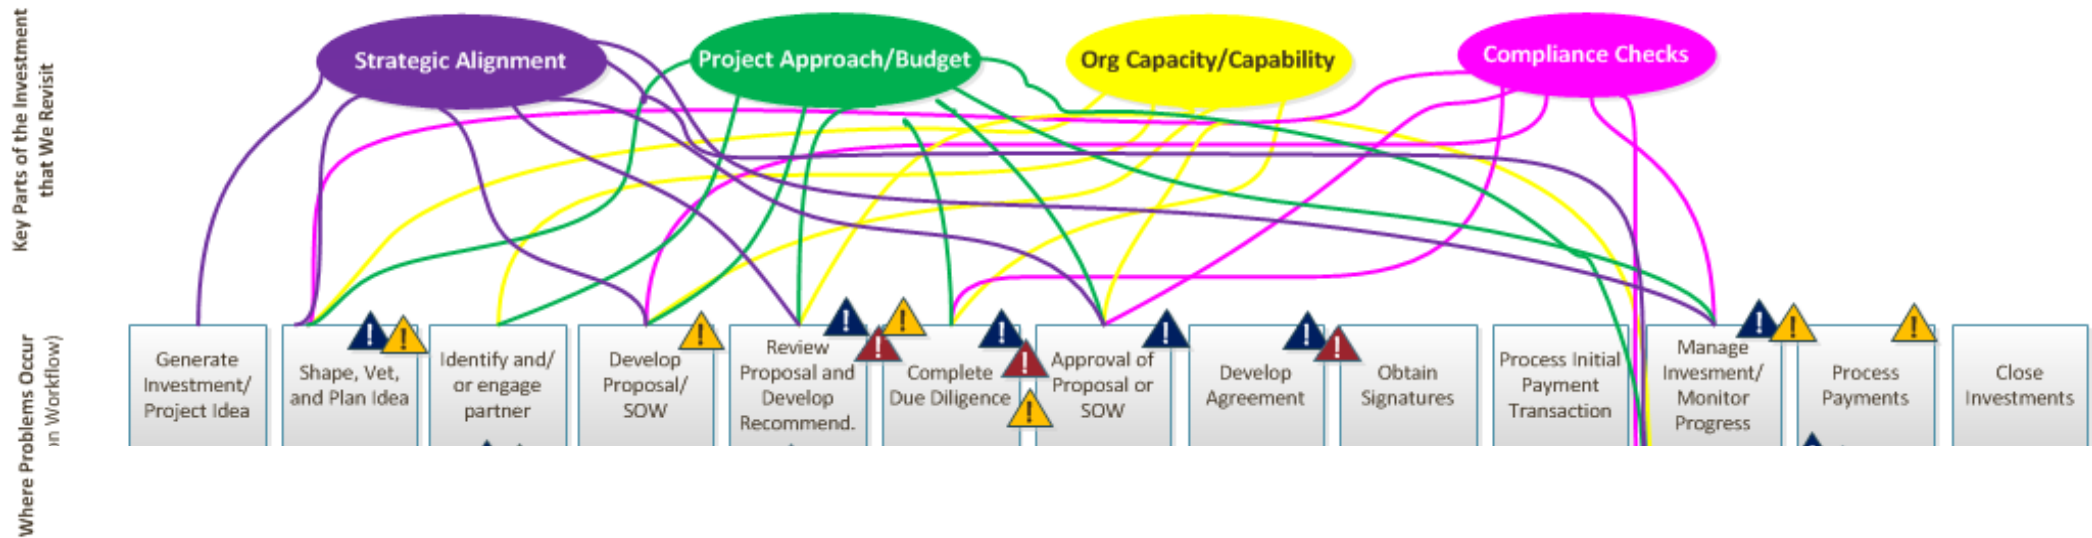 Key Parts of the Investment
that We Revisit
Strategic Alignment
Project Approach/Budget
Org Capacity/Capability
Compliance Checks
Where Problems Occur
on Workflow)
Generate
Investment/
Project Idea
Shape, Vet,
and Plan Idea
Identify and/
or engage
partner
Develop
Proposal/
SOW
Review
Proposal and
Develop
Recommend.
Complete
Due Diligence
Approval of
Proposal or
SOW
Develop
Agreement
Obtain
Signatures
Process Initial
Payment
Transaction
Manage
Invesment/
Monitor
Progress
Process
Payments
Close
Investments